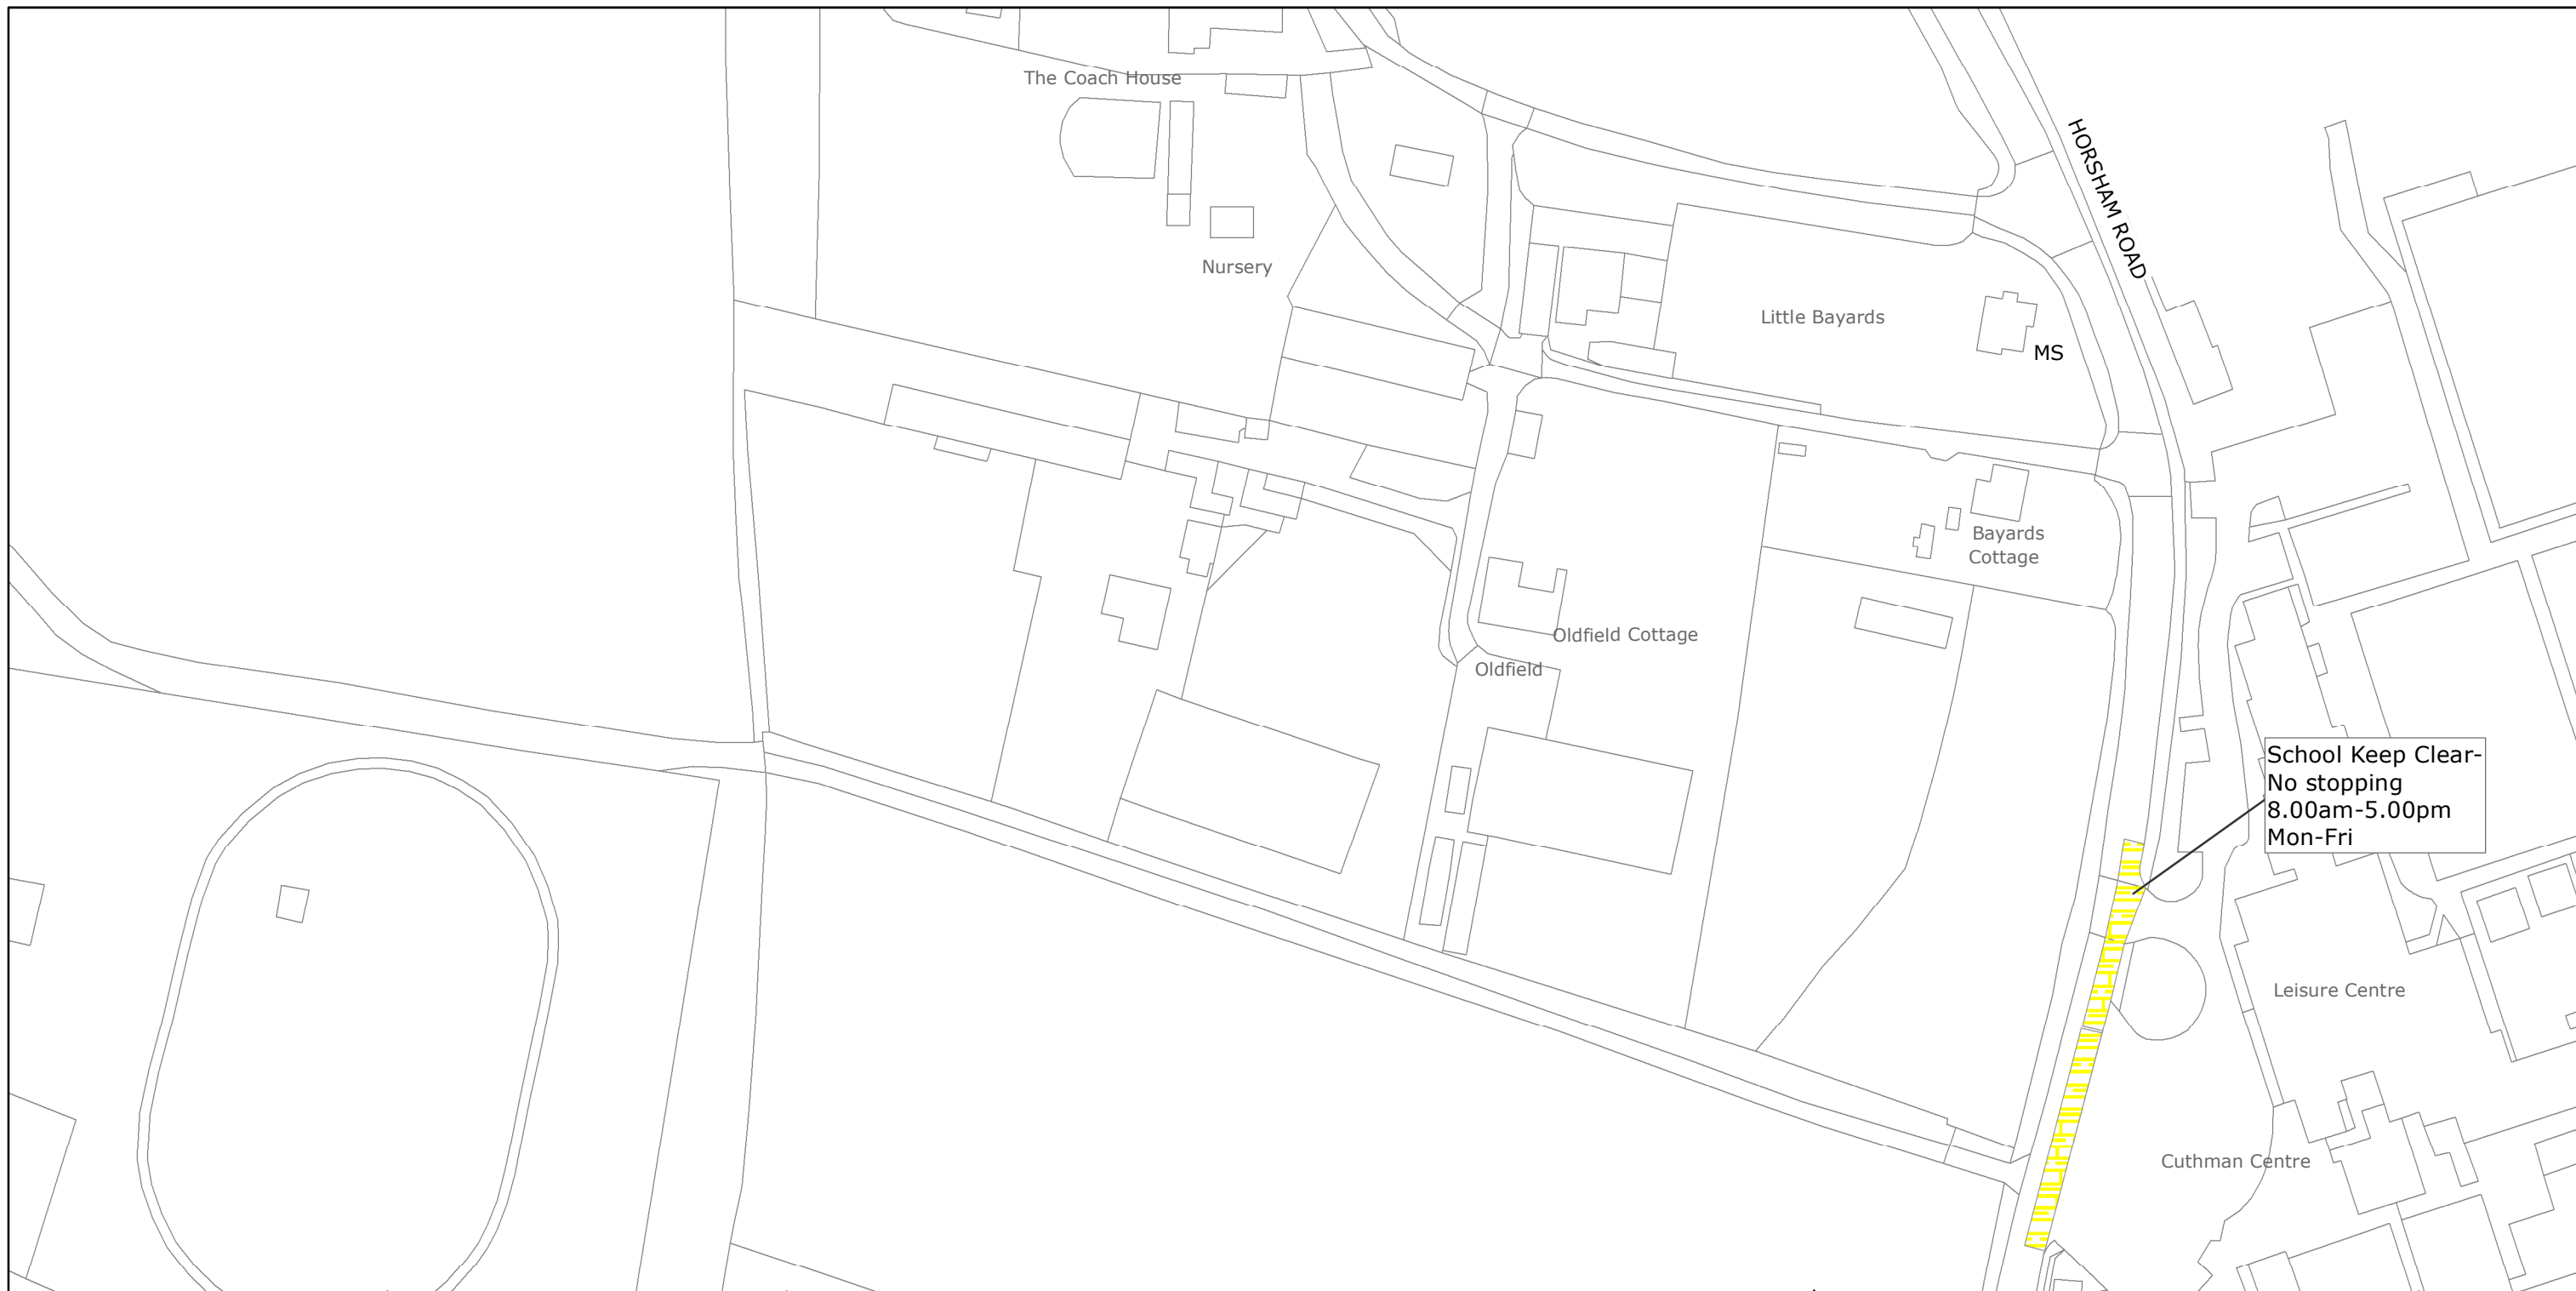 The Coach House
HORSHAM ROAD
Nursery
Little Bayards
MS
Bayards
Cottage
Oldfield Cottage
Oldfield
School Keep Clear-
No stopping
8.00am-5.00pm
Mon-Fri
Leisure Centre
Cuthman Centre